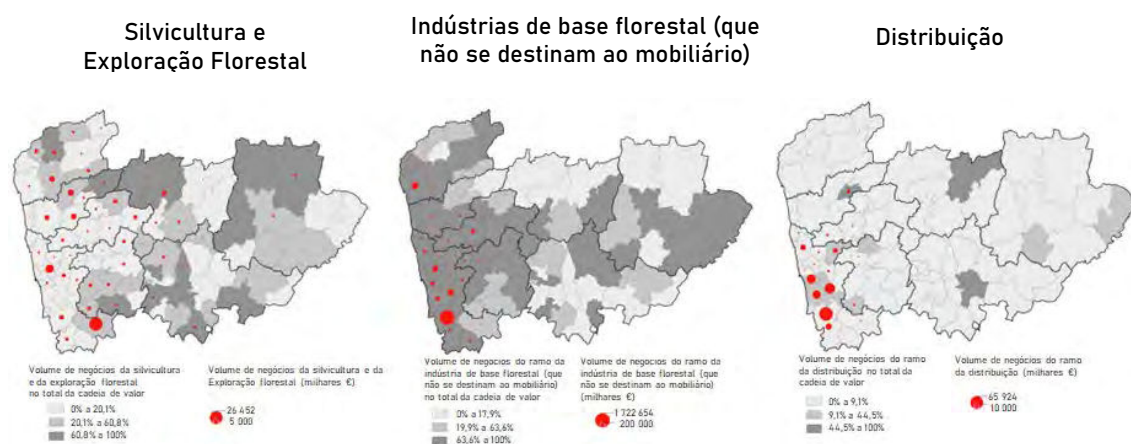 Silvicultura e
Exploração Florestal
Indústrias de base florestal (que
não se destinam ao mobiliário)
Distribuição
Volume de negócios da silvicultura
e da exploração florestal
no total da cadeia de valor
0% a 20,1%
20,1% a 60,8%
60,8% a 100%
Volume de negócios da silvicultura e da
Exploração florestal (milhares €)
26 452
5 000
Volume de negócios do ramo da
indústria de base florestal (que
não se destinam ao mobiliário)
no total da cadeia de valor
0% a 17,9%
19,9% a 63,6%
63,6% a 100%
Volume de negócios do ramo da
indústria de base florestal (que
não se destinam ao mobiliário)
(milhares €)
1 722 654
200 000
Volume de negócios do ramo
da distribuição no total da
cadeia de valor
0% a 9,1%
9,1% a 44,5%
44,5% a 100%
Volume de negócios do ramo
da distribuição (milhares €)
65 924
10 000